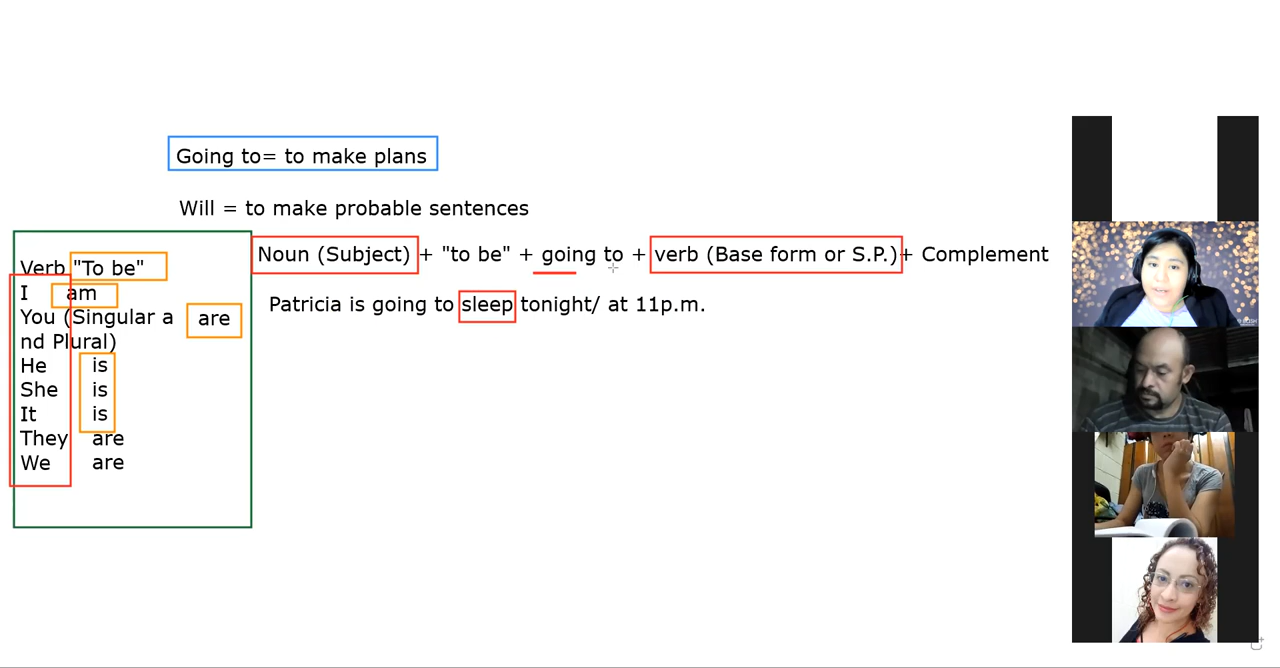 Going to= to make plans
Will = to make probable sentences
Noun (Subject) + "to be" + going to + verb (Base form or S.P.)+ Complement
Patricia is going to sleep tonight/ at 11p.m.
Verb "To be"
I am
You (Singular a are
nd Plural)
He is
She is
It is
They are
We are